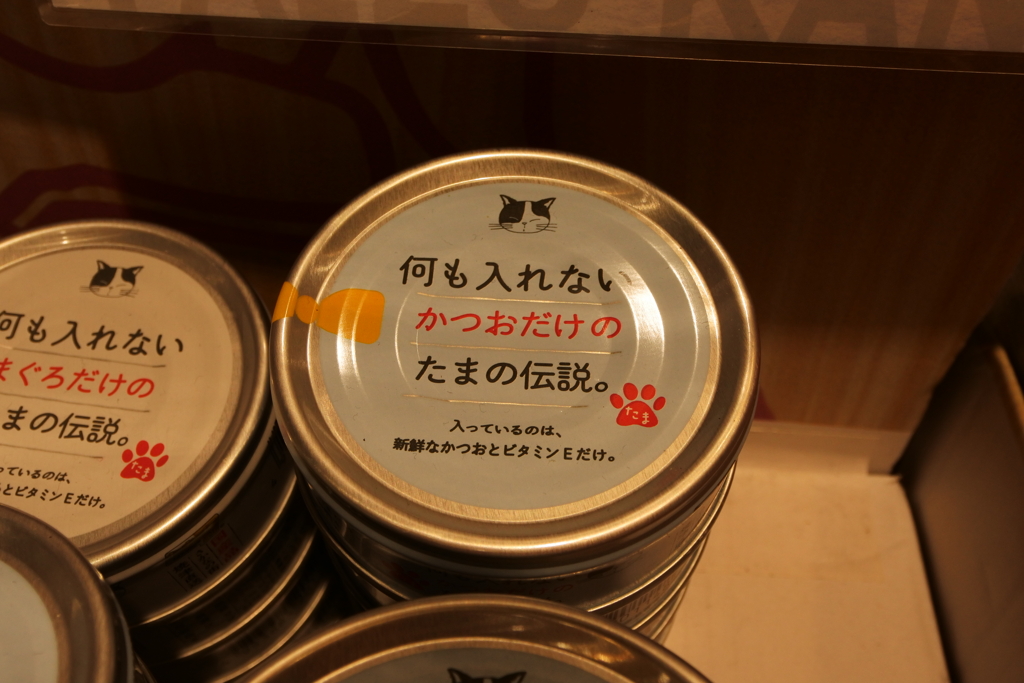 何も入れない
かつおだけの
たまの伝説。
たま
入っているのは、
新鮮なかつおとビタミンEだけ。
何も入れない
まぐろだけの
たまの伝説。
たま
っているのは、
とビタミンEだけ。